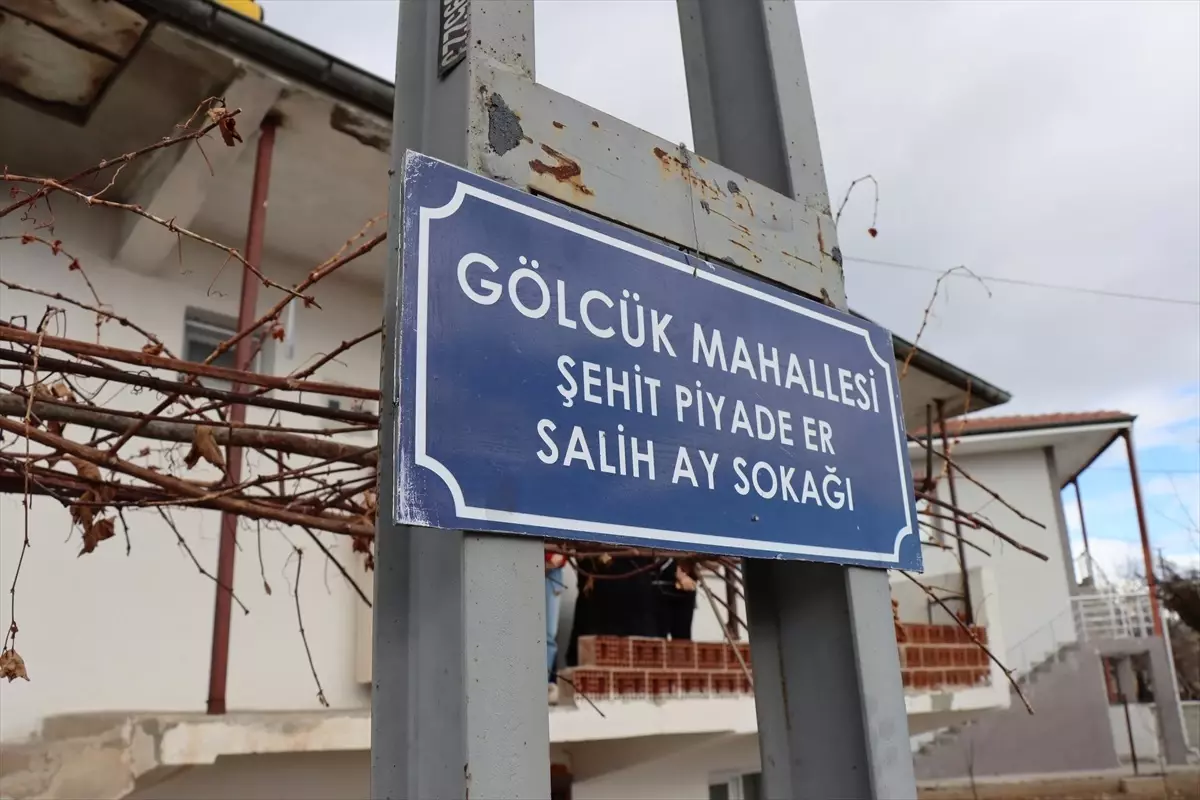 GÖLCÜK MAHALLESİ
ŞEHİT PİYADE ER
SALİH AY SOKAĞI